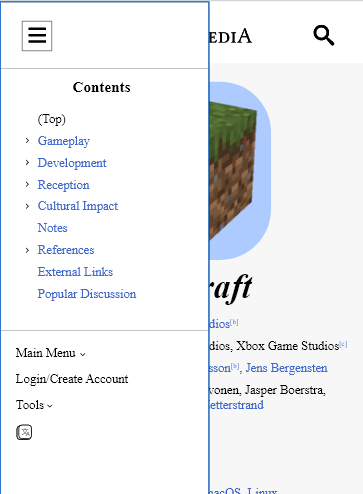 EDIA
Contents
(Top)
Gameplay
Development
Reception
Cultural Impact
Notes
References
External Links
Popular Discussion
raft
dios[b]
Main Menu
dios, Xbox Game Studios[c]
Login/Create Account
sson[b], Jens Bergensten
Tools
vonen, Jasper Boerstra,
Zetterstrand
macOS, Linux